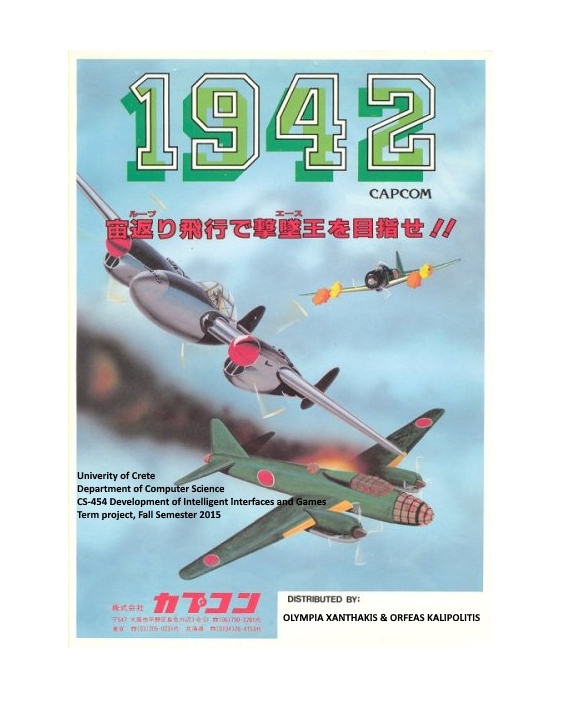 1942
CAPCOM
ループ エース
宙返り飛行で撃墜王を目指せ!!
Univerity of Crete
Department of Computer Science
CS-454 Development of Intelligent Interfaces and Games
Term project, Fall Semester 2015
株式会社 カプコン
DISTRIBUTED BY:
OLYMPIA XANTHAKIS & ORFEAS KALIPOLITIS